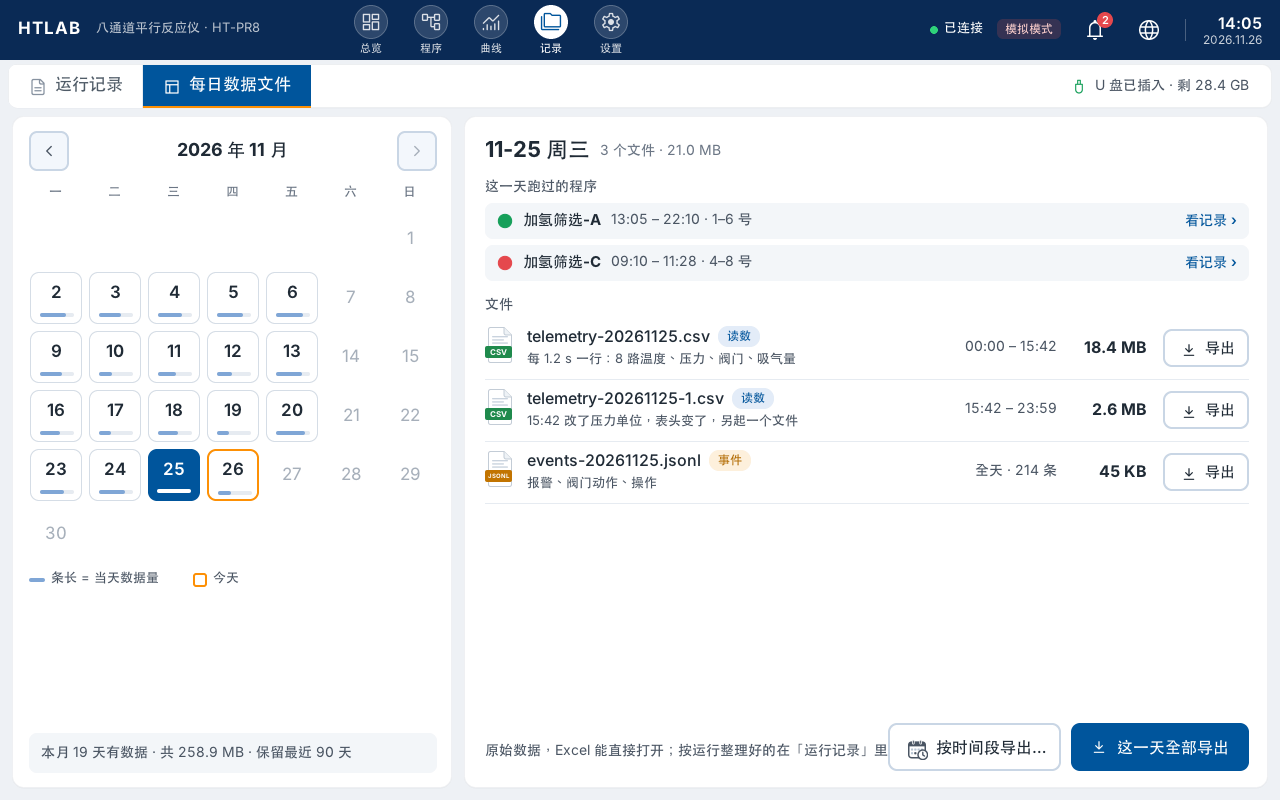 HTLAB 八通道平行反应仪 · HT-PR8
总览 程序 曲线 记录 设置
已连接 模拟模式 2
14:05
2026.11.26
运行记录 每日数据文件
U 盘已插入 · 剩 28.4 GB
2026 年 11 月
一 二 三 四 五 六 日
1
2 3 4 5 6 7 8
9 10 11 12 13 14 15
16 17 18 19 20 21 22
23 24 25 26 27 28 29
30
条长 = 当天数据量 今天
本月 19 天有数据 · 共 258.9 MB · 保留最近 90 天
11-25 周三 3 个文件 · 21.0 MB
这一天跑过的程序
加氢筛选-A 13:05 – 22:10 · 1–6 号 看记录 ›
加氢筛选-C 09:10 – 11:28 · 4–8 号 看记录 ›
文件
CSV telemetry-20261125.csv 读数 00:00 – 15:42 18.4 MB 导出
每 1.2 s 一行：8 路温度、压力、阀门、吸气量
CSV telemetry-20261125-1.csv 读数 15:42 – 23:59 2.6 MB 导出
15:42 改了压力单位，表头变了，另起一个文件
JSONL events-20261125.jsonl 事件 全天 · 214 条 45 KB 导出
报警、阀门动作、操作
原始数据，Excel 能直接打开；按运行整理好的在「运行记录」里
按时间段导出... 这一天全部导出